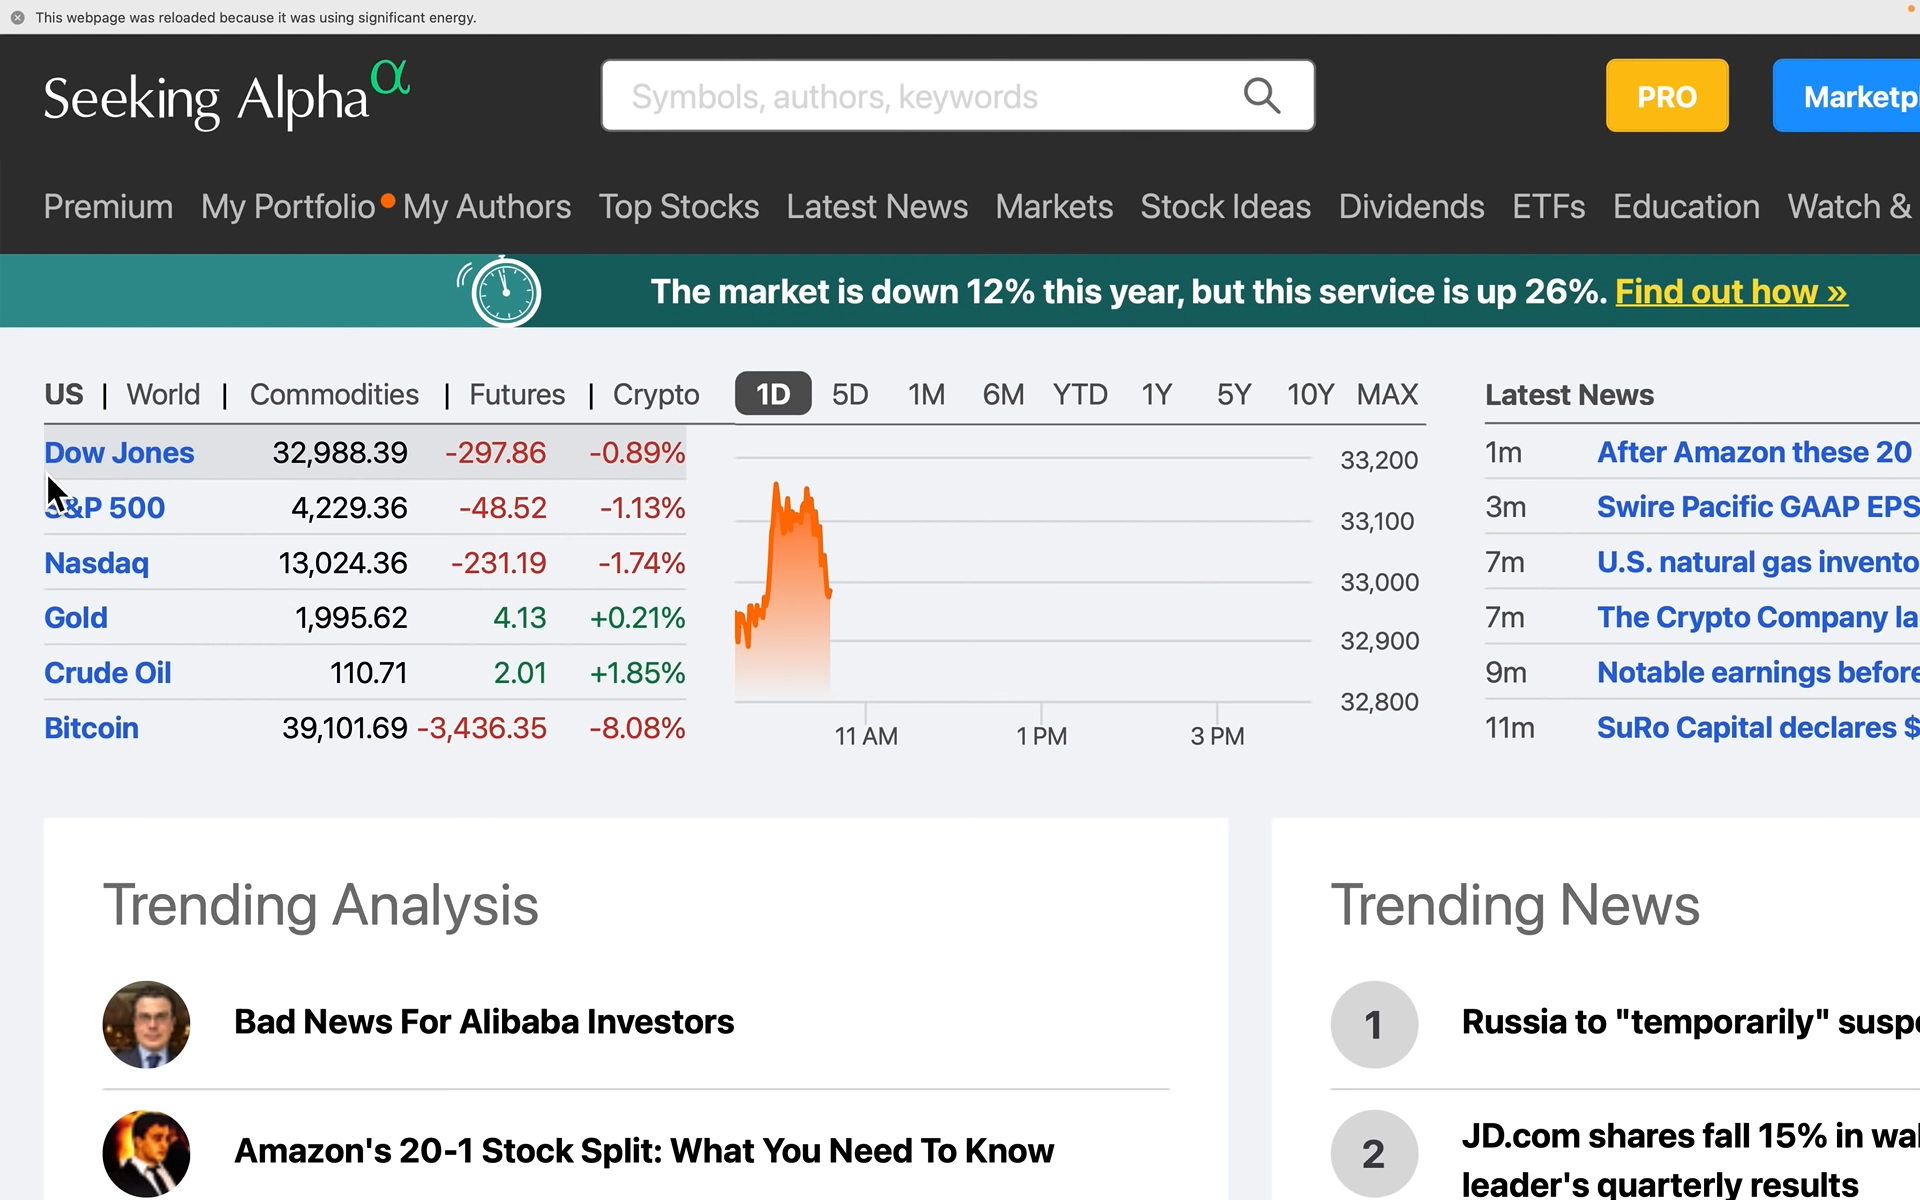 This webpage was reloaded because it was using significant energy.
Seeking Alpha α
Symbols, authors, keywords
PRO
Marketpl
Premium My Portfolio My Authors Top Stocks Latest News Markets Stock Ideas Dividends ETFs Education Watch &
The market is down 12% this year, but this service is up 26%. Find out how »
US | World | Commodities | Futures | Crypto
Dow Jones 32,988.39 -297.86 -0.89%
S&P 500 4,229.36 -48.52 -1.13%
Nasdaq 13,024.36 -231.19 -1.74%
Gold 1,995.62 4.13 +0.21%
Crude Oil 110.71 2.01 +1.85%
Bitcoin 39,101.69 -3,436.35 -8.08%
1D 5D 1M 6M YTD 1Y 5Y 10Y MAX
33,200
33,100
33,000
32,900
32,800
11 AM 1 PM 3 PM
Latest News
1m After Amazon these 20
3m Swire Pacific GAAP EPS
7m U.S. natural gas invento
7m The Crypto Company la
9m Notable earnings before
11m SuRo Capital declares $
Trending Analysis
Bad News For Alibaba Investors
Amazon's 20-1 Stock Split: What You Need To Know
Trending News
1 Russia to "temporarily" suspe
2 JD.com shares fall 15% in wa
leader's quarterly results